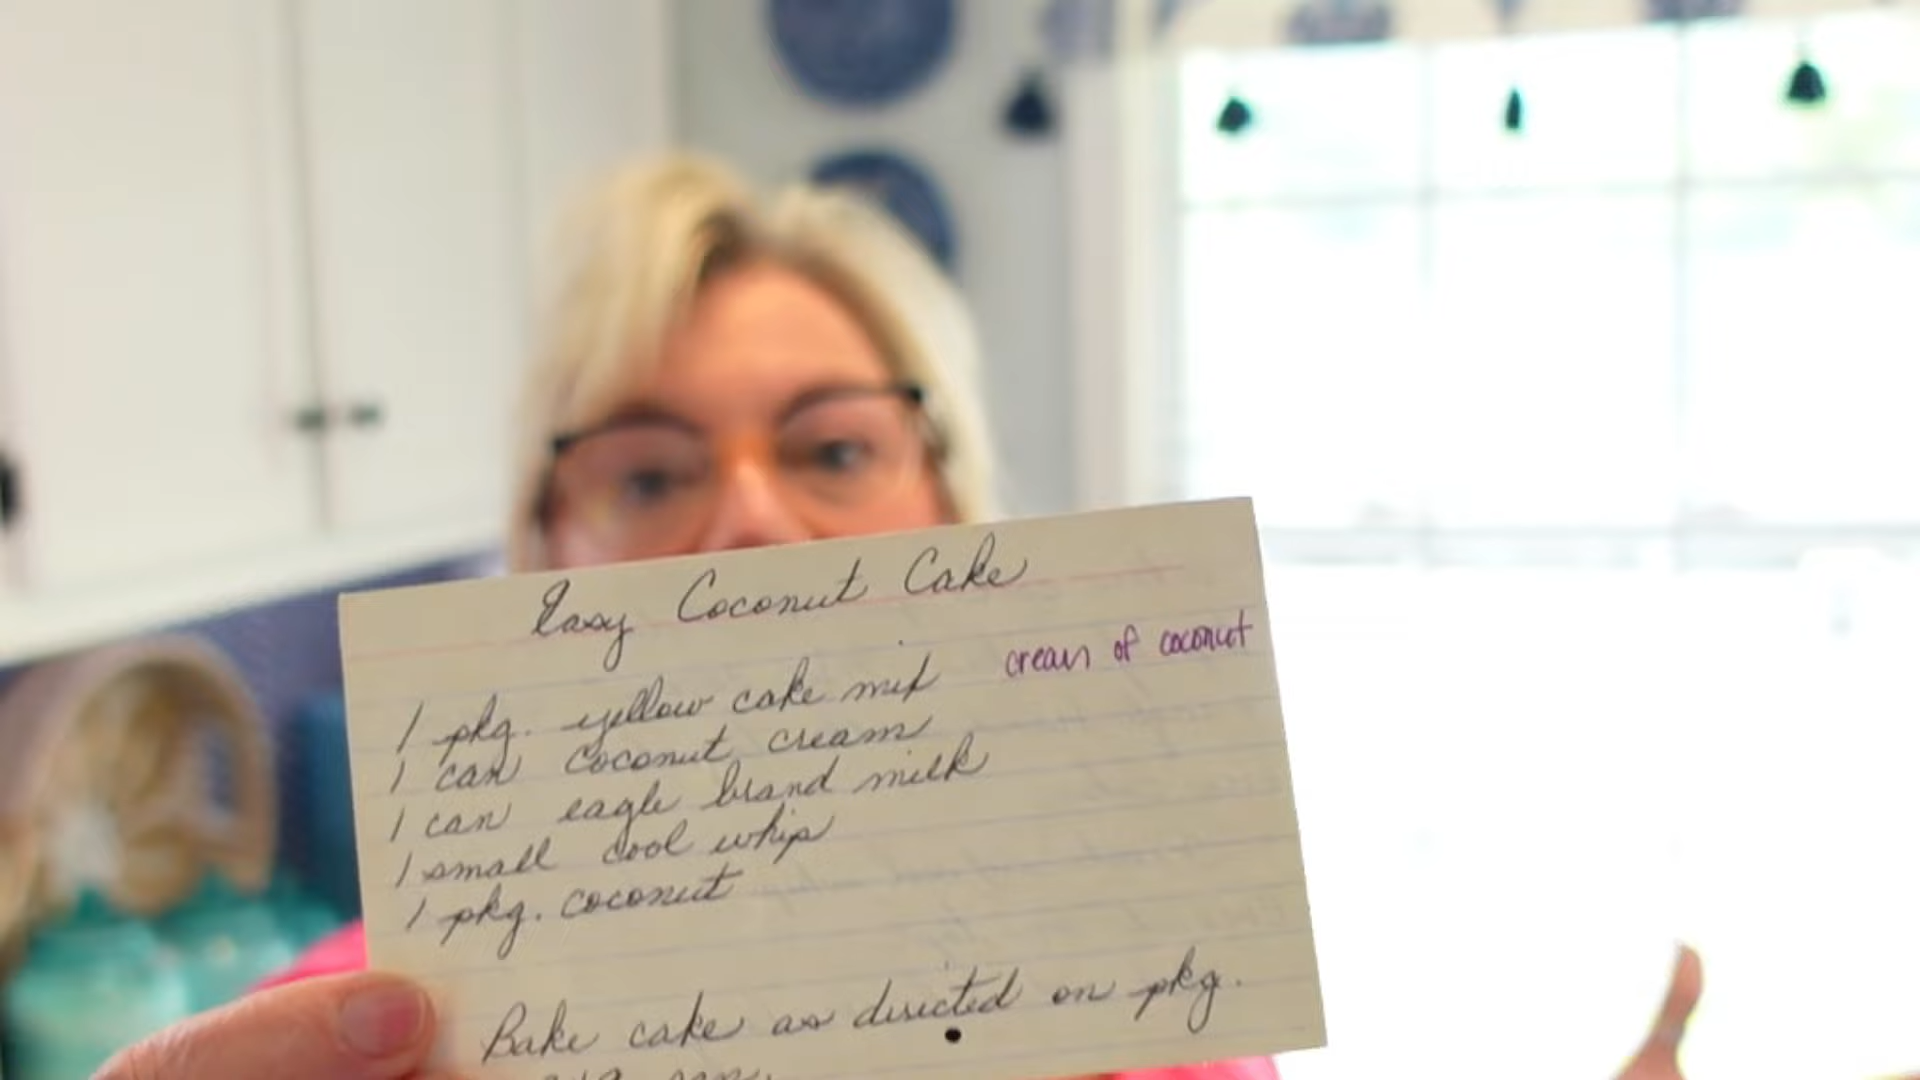 Easy Coconut Cake
cream of coconut
1 pkg. yellow cake mix
1 can coconut cream
1 can eagle brand milk
1 small cool whip
1 pkg. coconut
Bake cake as directed on pkg.
pan.